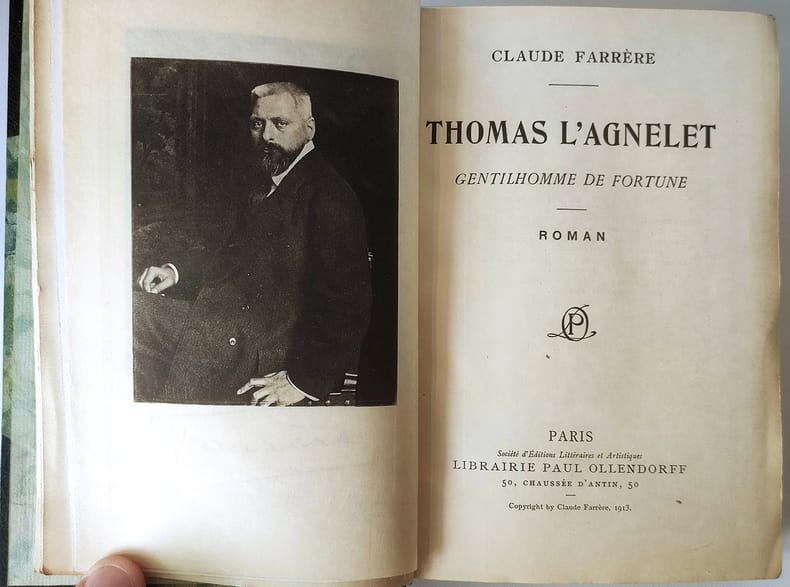 CLAUDE FARRÈRE
THOMAS L'AGNELET
GENTILHOMME DE FORTUNE
ROMAN
PARIS
Société d'Éditions Littéraires et Artistiques
LIBRAIRIE PAUL OLLENDORFF
50, CHAUSSÉE D'ANTIN, 50
Copyright by Claude Farrère, 1913.